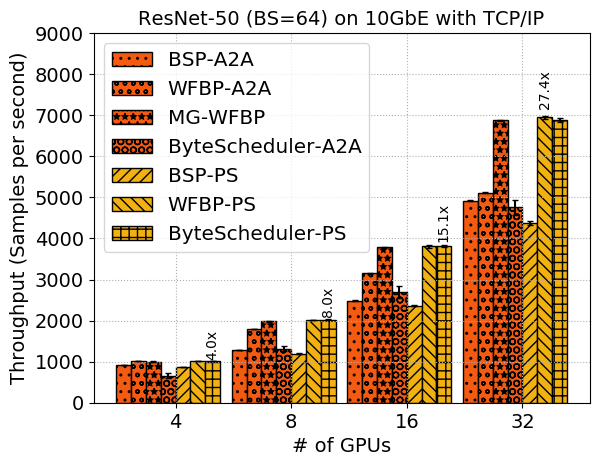 ResNet-50 (BS=64) on 10GbE with TCP/IP
Throughput (Samples per second)
9000
8000
7000
6000
5000
4000
3000
2000
1000
0
BSP-A2A
WFBP-A2A
MG-WFBP
ByteScheduler-A2A
BSP-PS
WFBP-PS
ByteScheduler-PS
4.0x
8.0x
15.1x
27.4x
4
8
16
32
# of GPUs